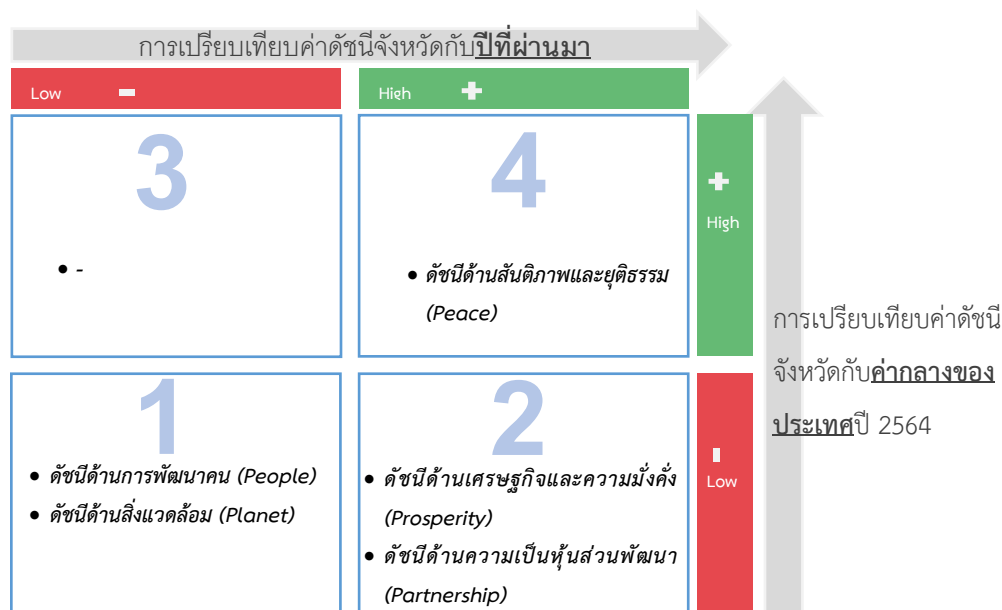 การเปรียบเทียบค่าดัชนีจังหวัดกับปีที่ผ่านมา
Low -
High +
3
• -
4
• ดัชนีด้านสันติภาพและยุติธรรม
(Peace)
+
High
การเปรียบเทียบค่าดัชนี
จังหวัดกับค่ากลางของ
ประเทศปี 2564
1
• ดัชนีด้านการพัฒนาคน (People)
• ดัชนีด้านสิ่งแวดล้อม (Planet)
2
• ดัชนีด้านเศรษฐกิจและความมั่งคั่ง
(Prosperity)
• ดัชนีด้านความเป็นหุ้นส่วนพัฒนา
(Partnership)
-
Low